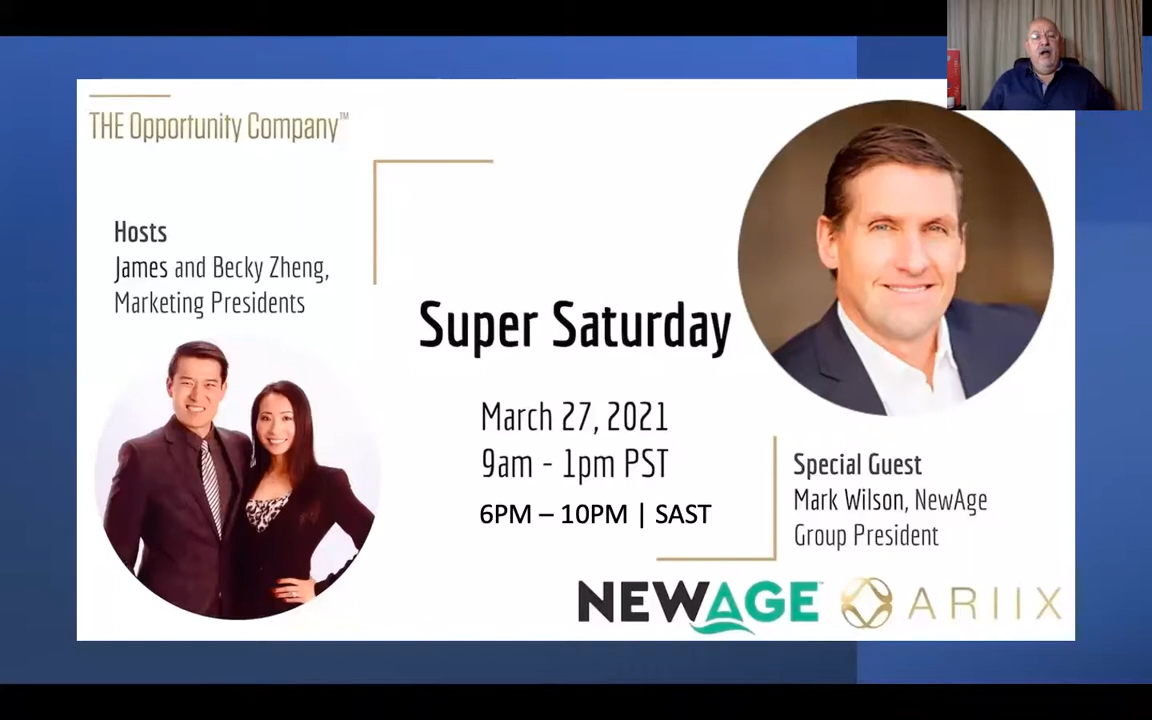 THE Opportunity Company™
Hosts
James and Becky Zheng,
Marketing Presidents
Super Saturday
March 27, 2021
9am - 1pm PST
6PM – 10PM | SAST
Special Guest
Mark Wilson, NewAge
Group President
NEWAGE™
ARIIX